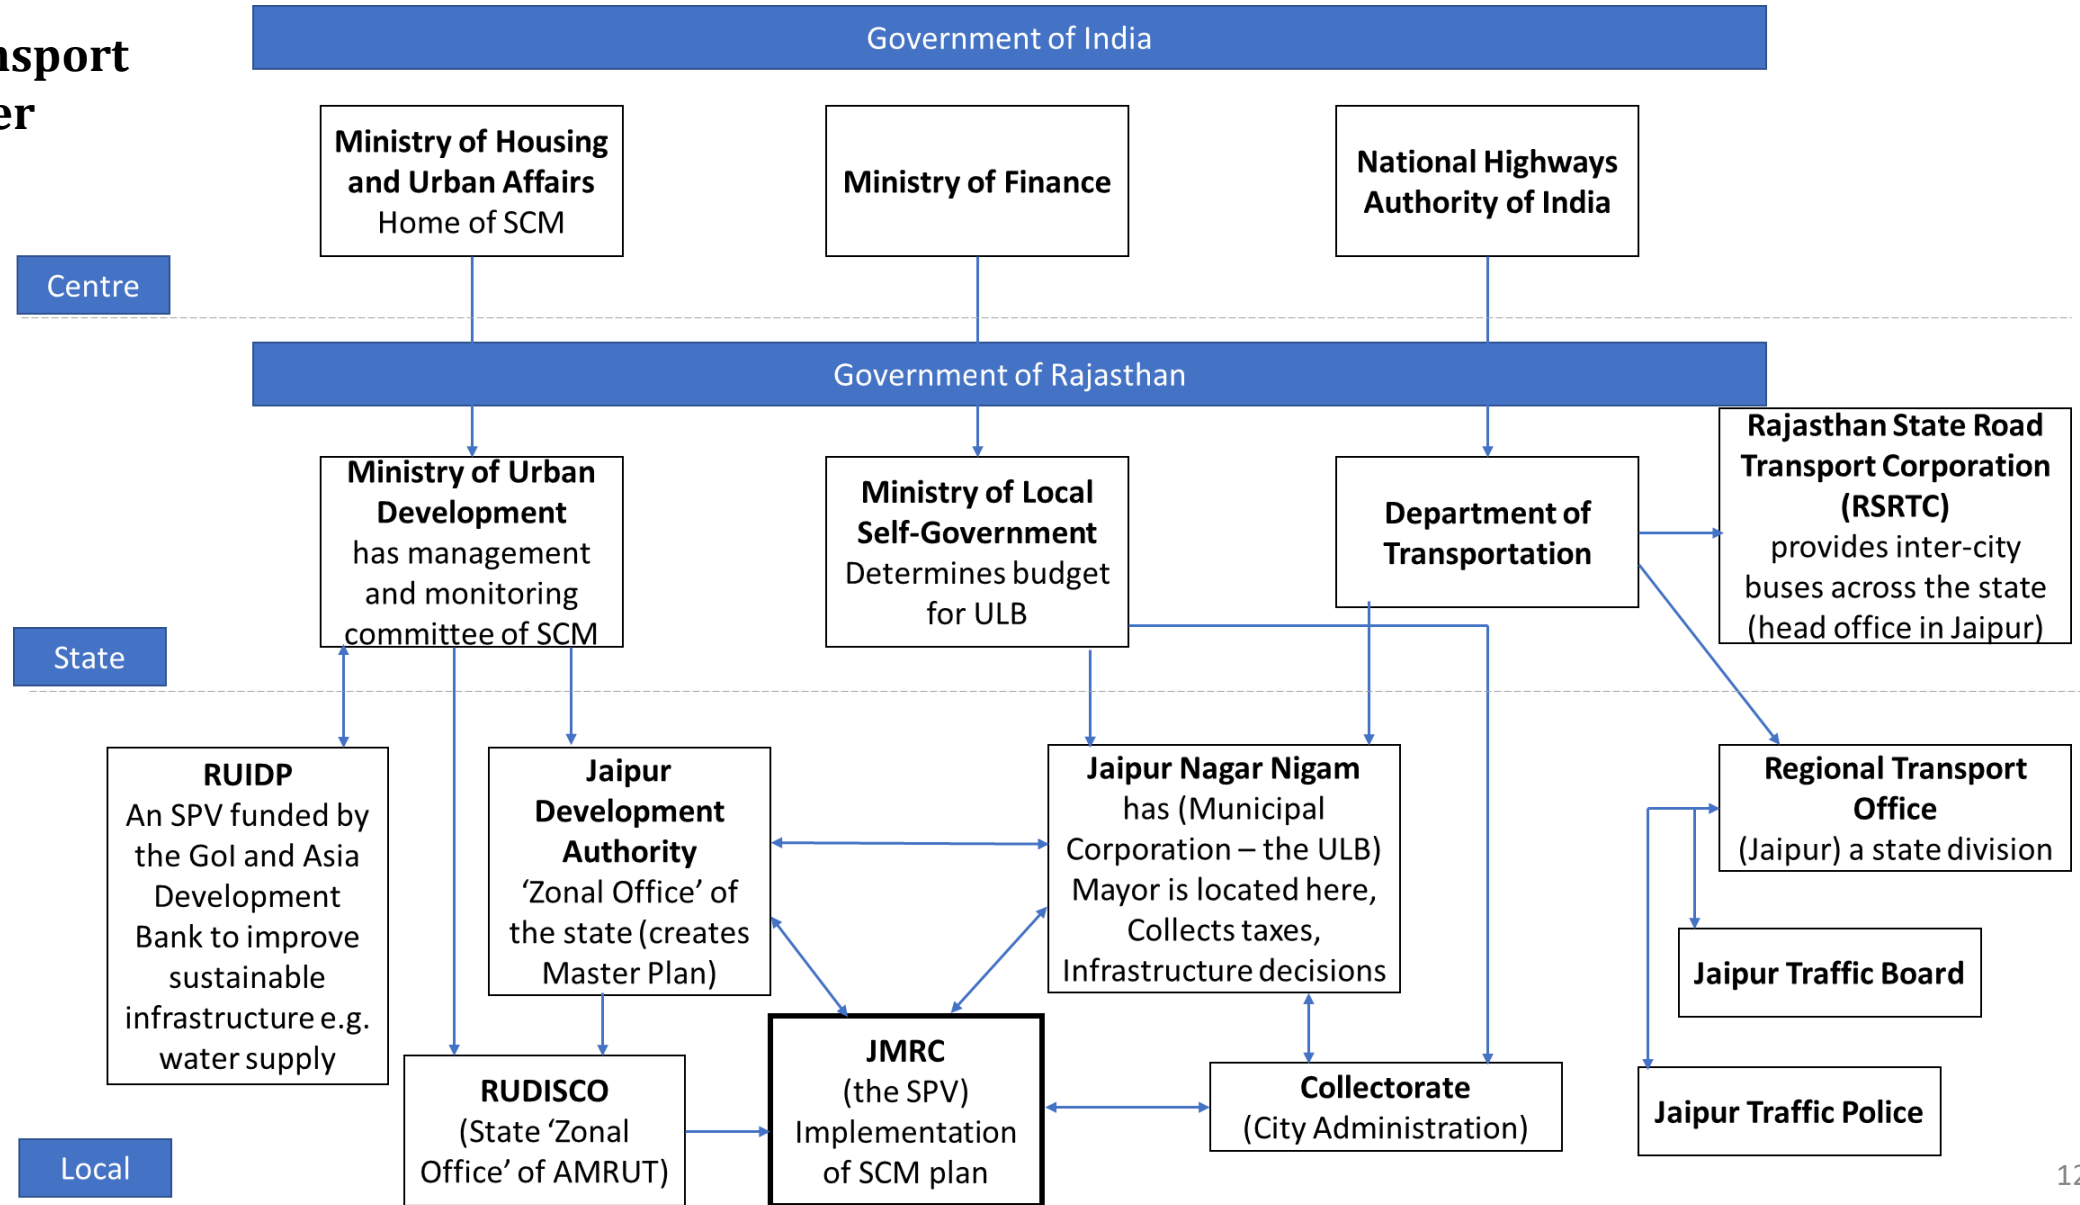 Government of India
nsport
er
Ministry of Housing
and Urban Affairs
Home of SCM
Ministry of Finance
National Highways
Authority of India
Centre
Government of Rajasthan
Ministry of Urban
Development
has management
and monitoring
committee of SCM
Ministry of Local
Self-Government
Determines budget
for ULB
Department of
Transportation
Rajasthan State Road
Transport Corporation
(RSRTC)
provides inter-city
buses across the state
(head office in Jaipur)
State
RUIDP
An SPV funded by
the GoI and Asia
Development
Bank to improve
sustainable
infrastructure e.g.
water supply
Jaipur
Development
Authority
‘Zonal Office’ of
the state (creates
Master Plan)
Jaipur Nagar Nigam
has (Municipal
Corporation – the ULB)
Mayor is located here,
Collects taxes,
Infrastructure decisions
Regional Transport
Office
(Jaipur) a state division
Jaipur Traffic Board
Jaipur Traffic Police
RUDISCO
(State ‘Zonal
Office’ of AMRUT)
JMRC
(the SPV)
Implementation
of SCM plan
Collectorate
(City Administration)
Local
12